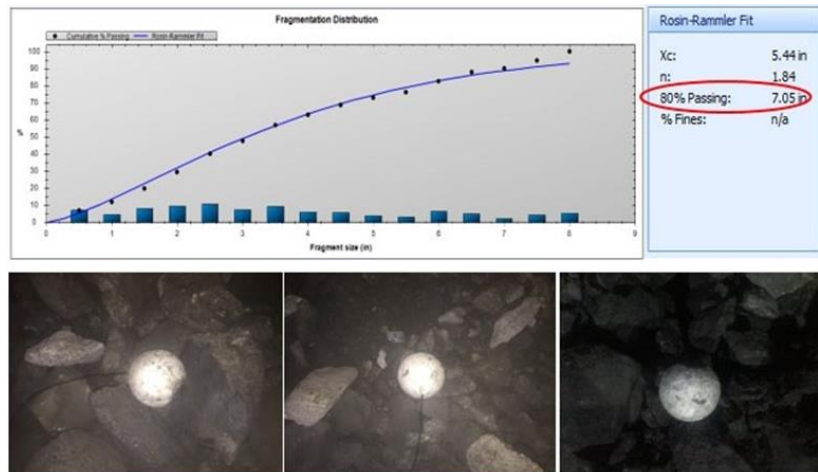 Fragmentation Distribution
Cumulative % Passing Rosin-Rammler Fit
100
90
80
70
60
50
40
30
20
10
0
%
0 1 2 3 4 5 6 7 8 9
Fragment size (in)
Rosin-Rammler Fit
Xc: 5.44 in
n: 1.84
80% Passing: 7.05 in
% Fines: n/a